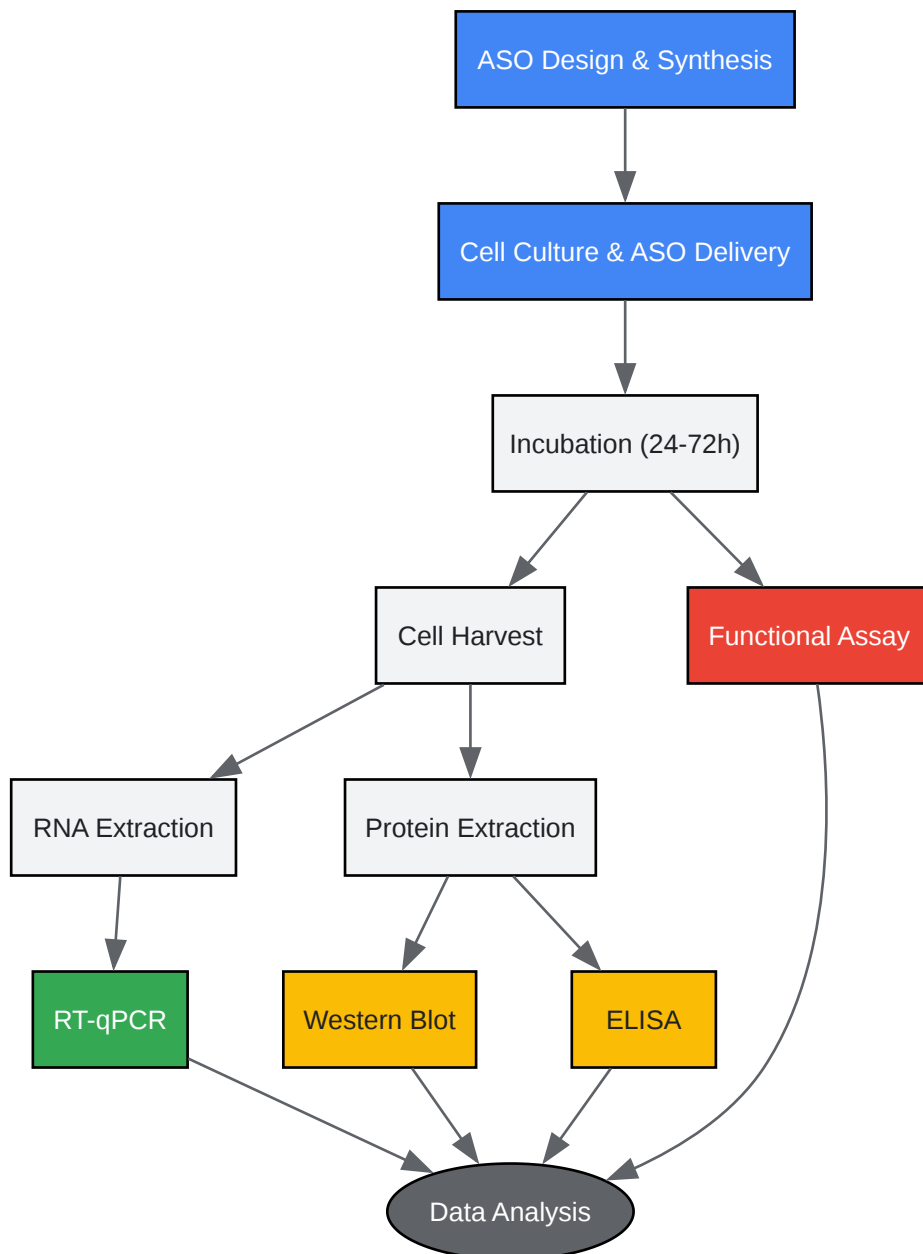 ASO Design & Synthesis
Cell Culture & ASO Delivery
Incubation (24-72h)
Cell Harvest
Functional Assay
RNA Extraction
Protein Extraction
RT-qPCR
Western Blot
ELISA
Data Analysis